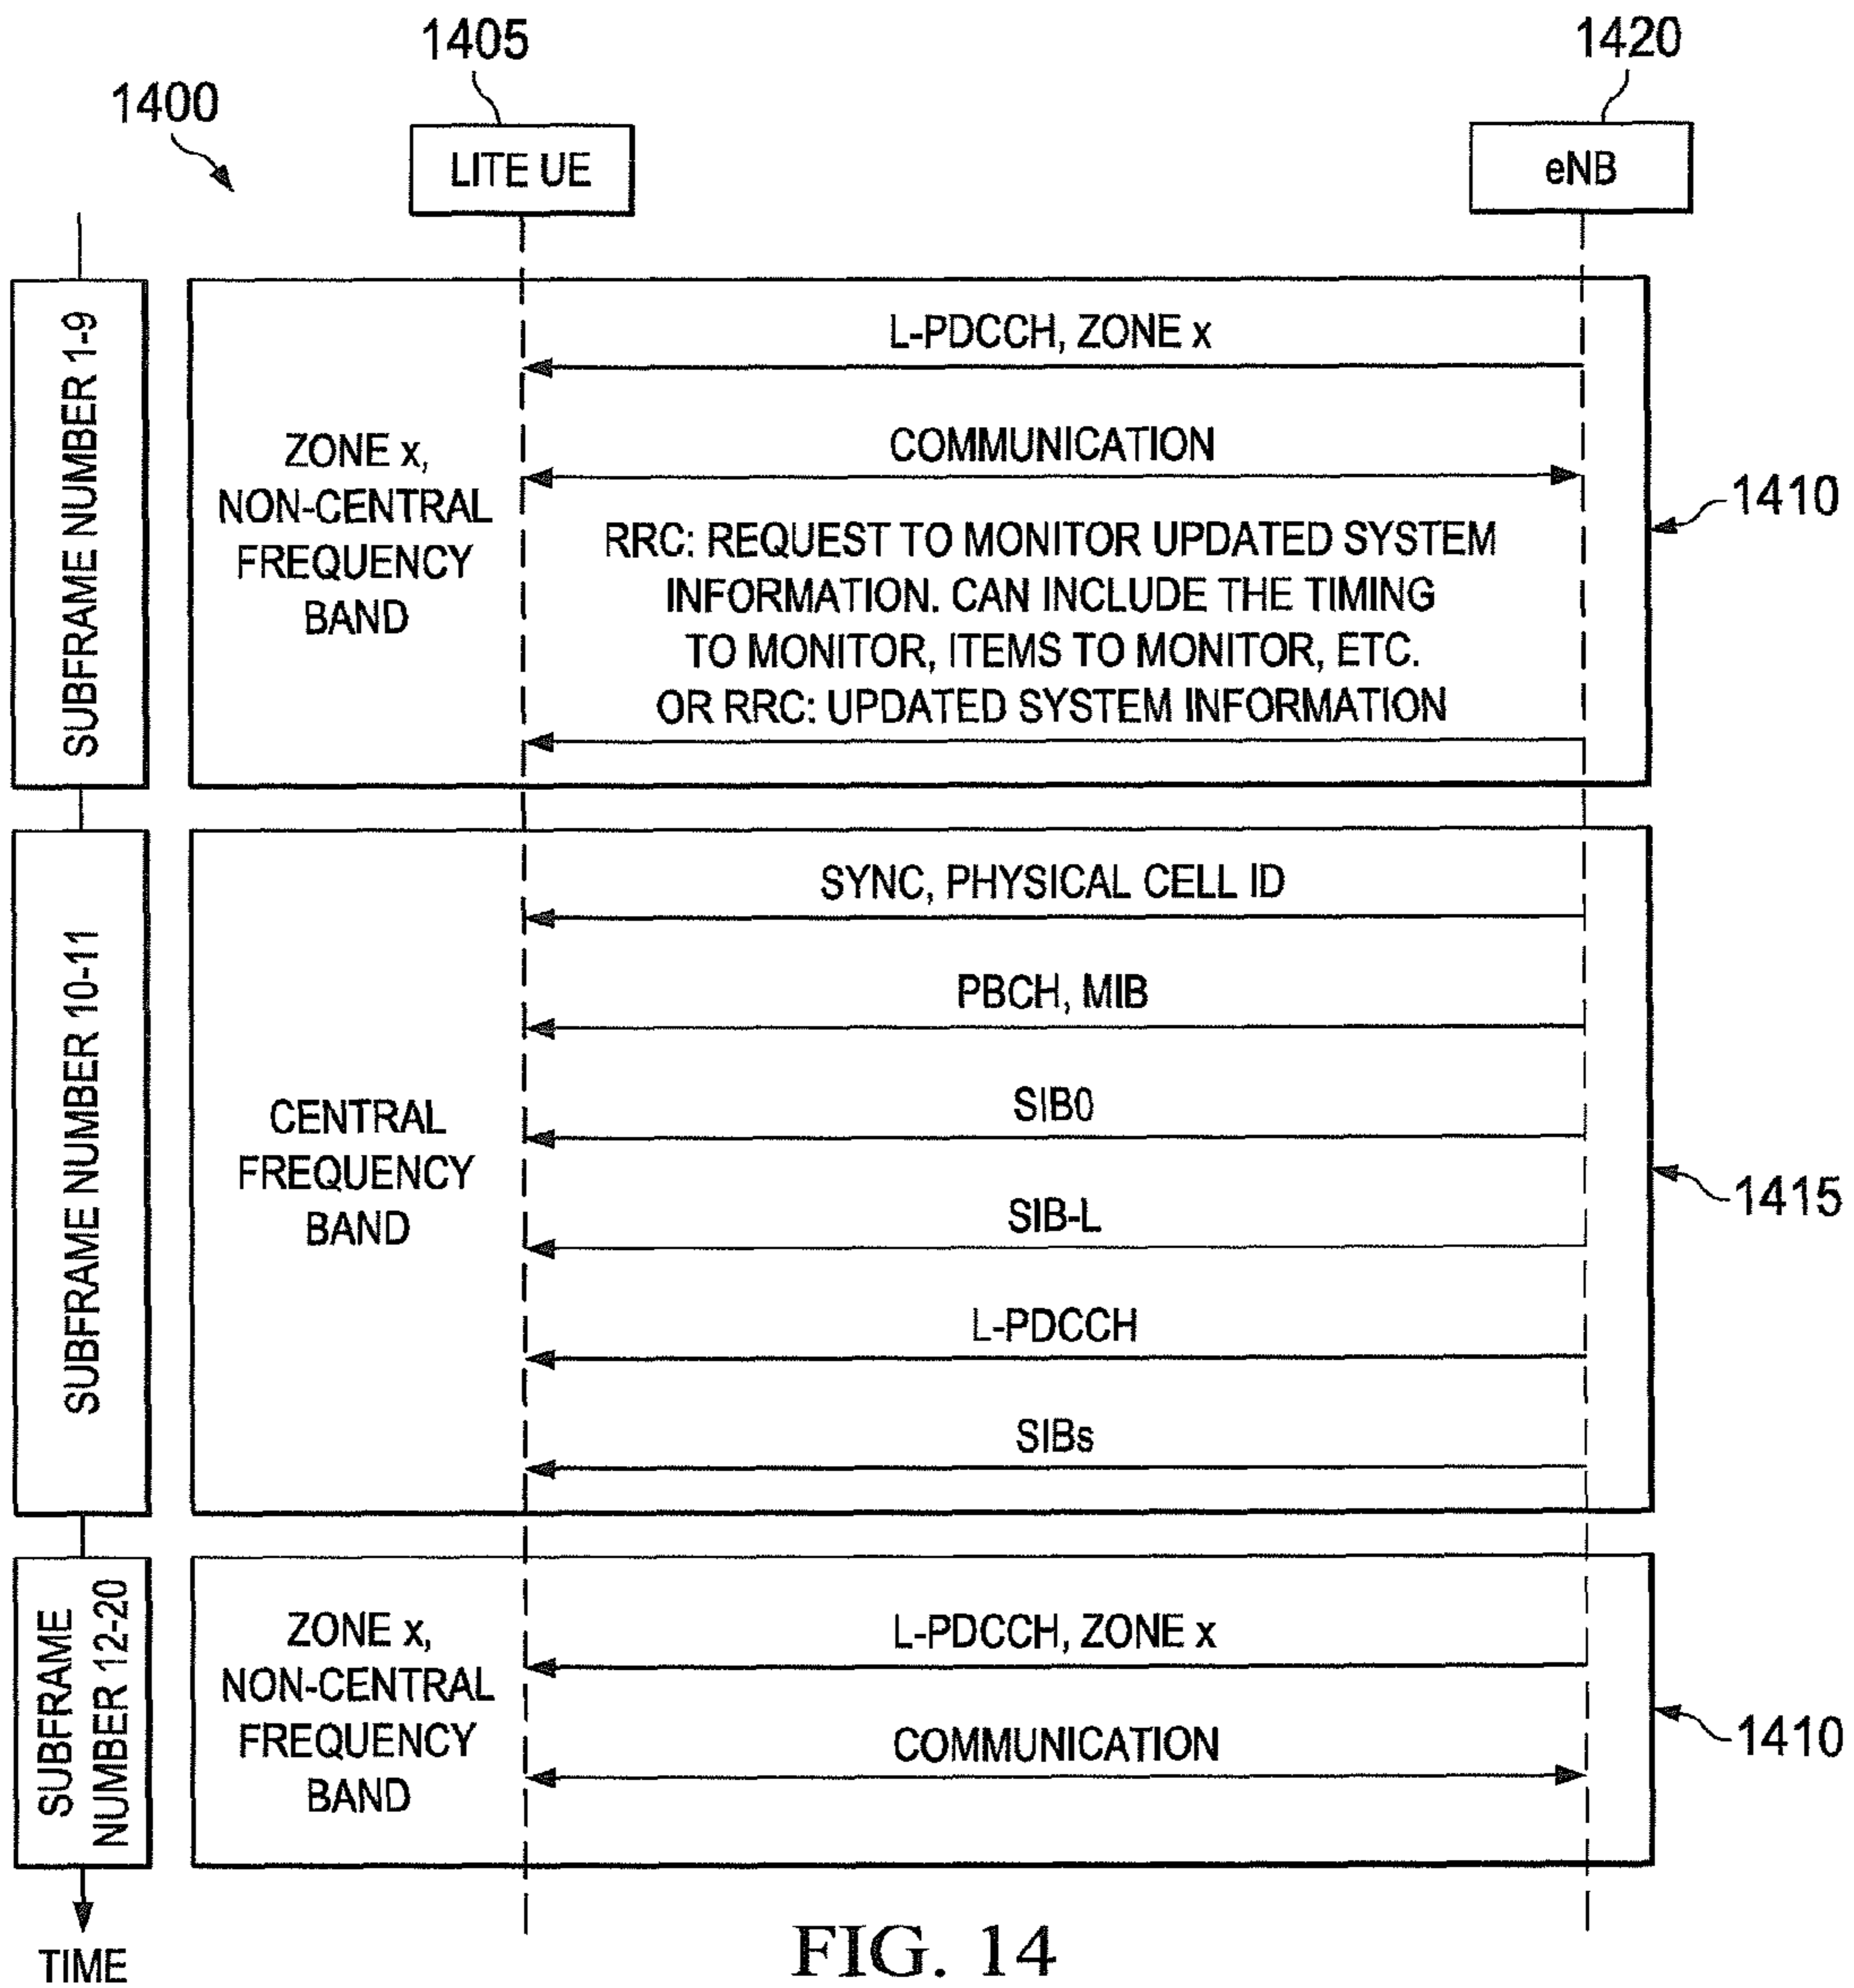 1405
1420
1400
LITE UE
eNB
SUBFRAME NUMBER 1-9
L-PDCCH, ZONE x
ZONE x,
NON-CENTRAL
FREQUENCY
BAND
COMMUNICATION
RRC: REQUEST TO MONITOR UPDATED SYSTEM
INFORMATION. CAN INCLUDE THE TIMING
TO MONITOR, ITEMS TO MONITOR, ETC.
OR RRC: UPDATED SYSTEM INFORMATION
1410
SUBFRAME NUMBER 10-11
SYNC, PHYSICAL CELL ID
PBCH, MIB
CENTRAL
FREQUENCY
BAND
SIB0
SIB-L
L-PDCCH
SIBs
1415
SUBFRAME
NUMBER 12-20
ZONE x,
NON-CENTRAL
FREQUENCY
BAND
L-PDCCH, ZONE x
COMMUNICATION
1410
TIME
FIG. 14